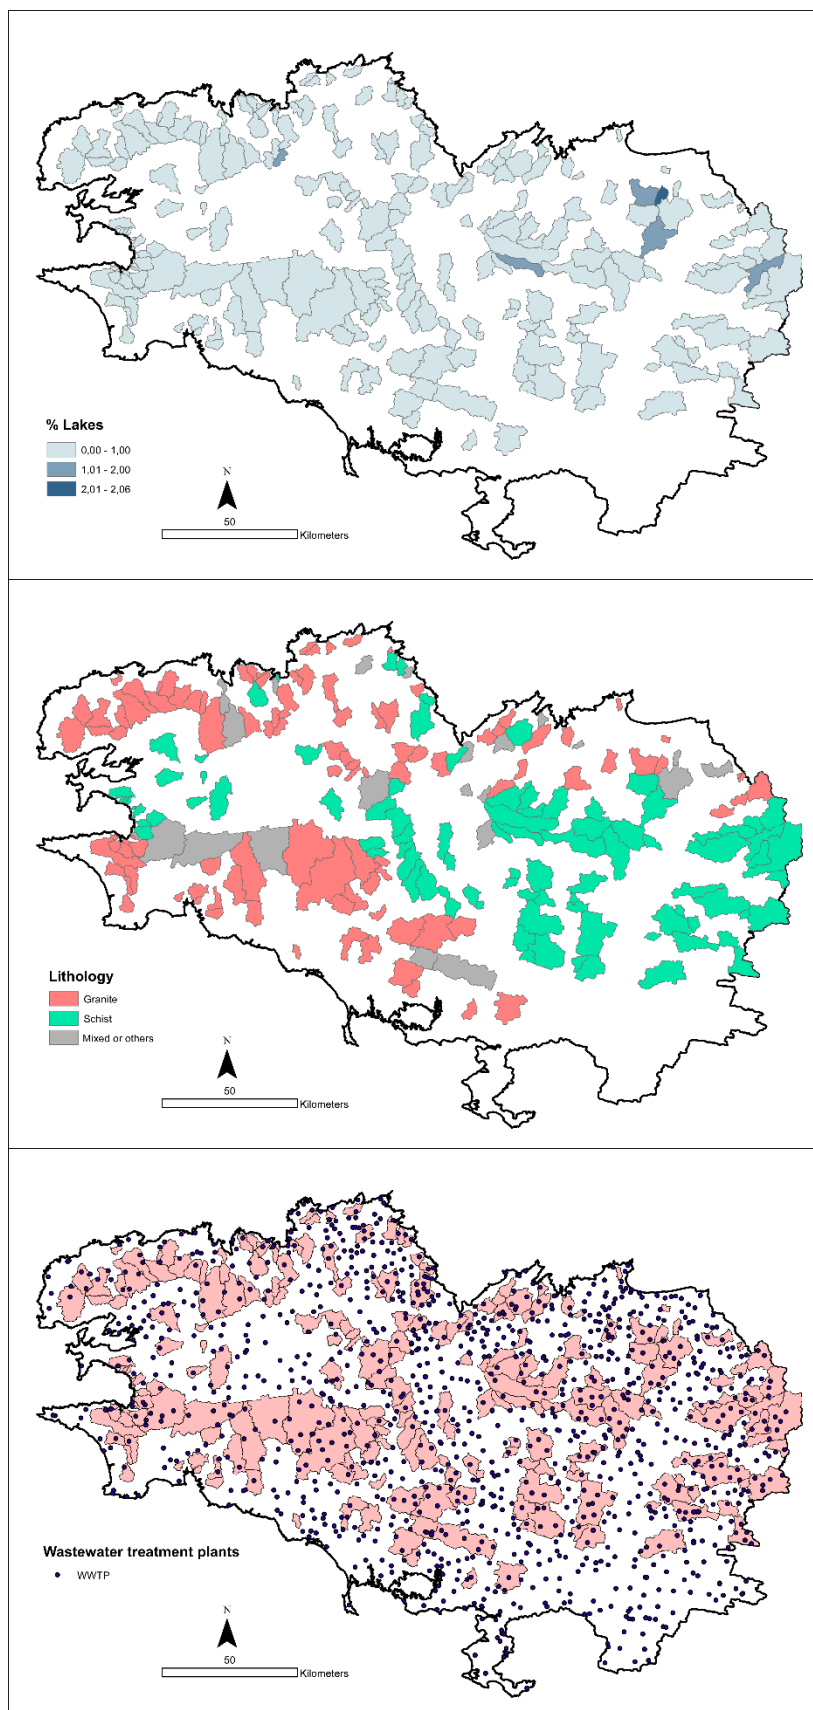 % Lakes
0,00 - 1,00
1,01 - 2,00
2,01 - 2,06
N
50
Kilometers
Lithology
Granite
Schist
Mixed or others
N
50
Kilometers
Wastewater treatment plants
WWTP
N
50
Kilometers